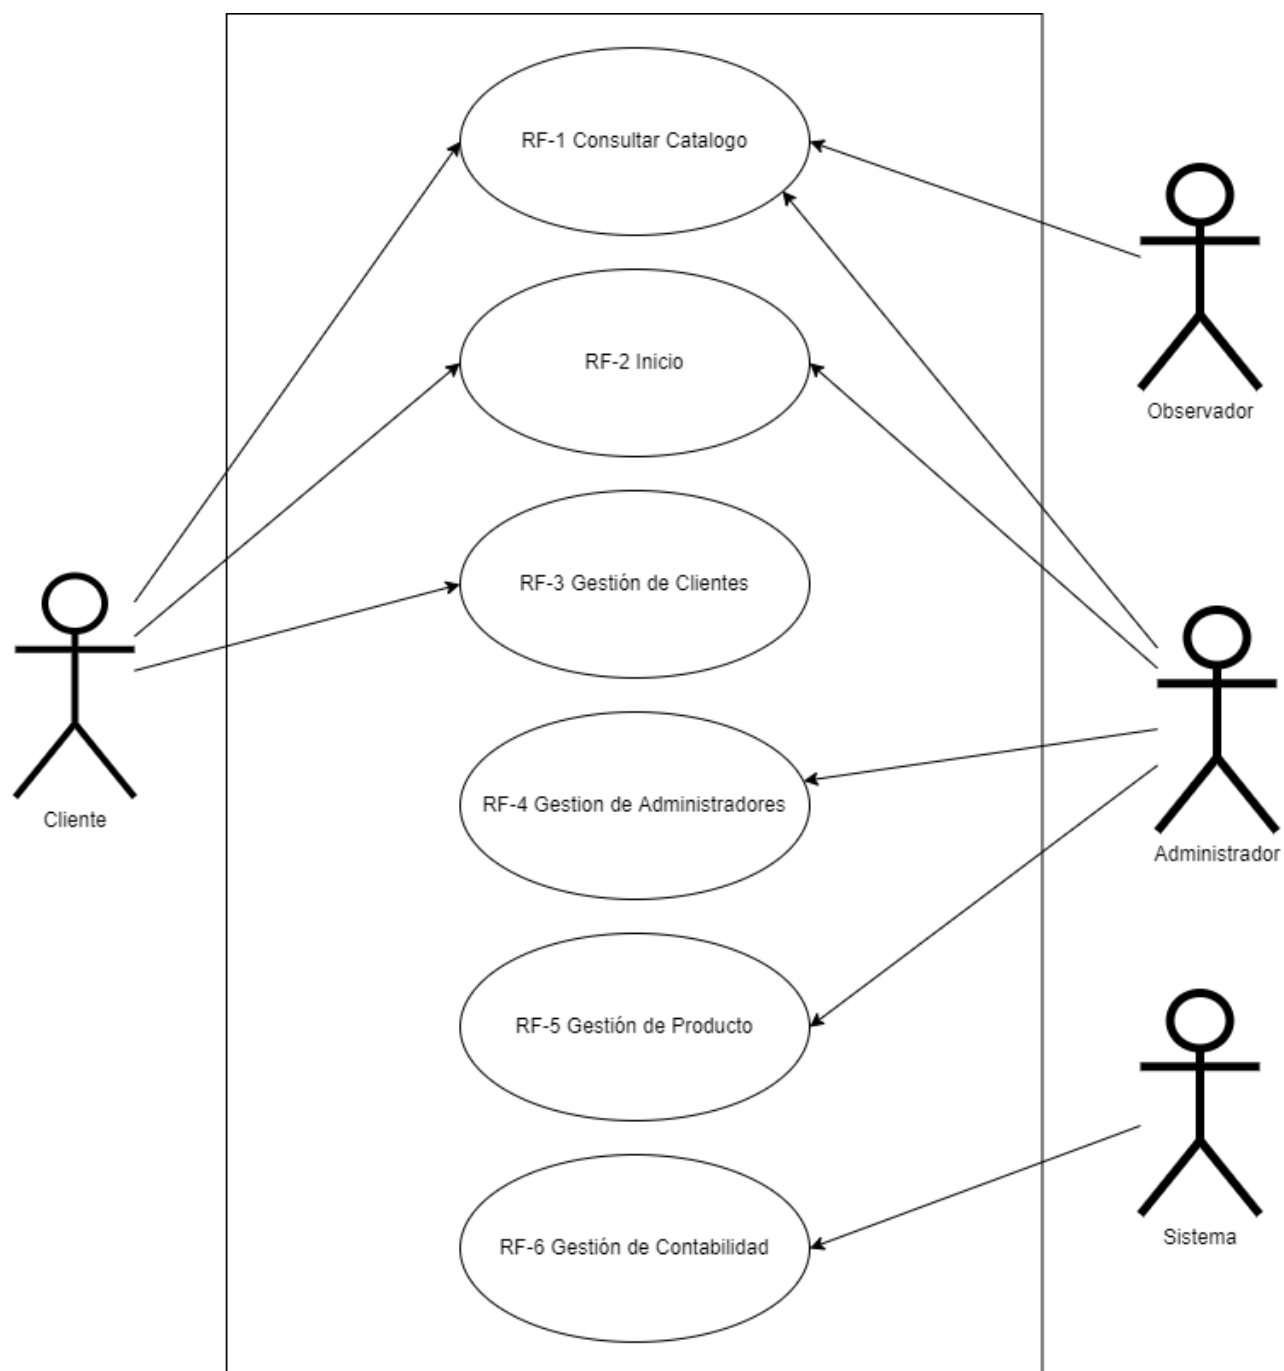 RF-1 Consultar Catalogo
Observador
RF-2 Inicio
RF-3 Gestión de Clientes
Cliente
RF-4 Gestion de Administradores
Administrador
RF-5 Gestión de Producto
RF-6 Gestión de Contabilidad
Sistema